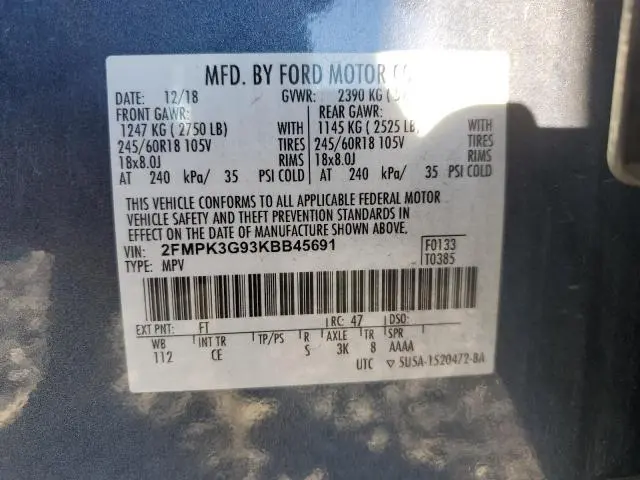 MFD. BY FORD MOTOR
DATE: 12/18 GVWR: 2390 KG
FRONT GAWR: REAR GAWR:
1247 KG ( 2750 LB) WITH 1145 KG ( 2525 LB) WITH
245/60R18 105V TIRES 245/60R18 105V TIRES
18x8.0J RIMS 18x8.0J RIMS
AT 240 kPa/ 35 PSI COLD AT 240 kPa/ 35 PSI COLD
THIS VEHICLE CONFORMS TO ALL APPLICABLE FEDERAL MOTOR
VEHICLE SAFETY AND THEFT PREVENTION STANDARDS IN
EFFECT ON THE DATE OF MANUFACTURE SHOWN ABOVE.
VIN: 2FMPK3G93KBB45691 F0133
TYPE: MPV T0385
EXT PNT: FT RC: 47 DSO:
WB INT TR TP/PS R AXLE TR SPR
112 CE S 3K 8 AAAA
UTC ▽ 5U5A-1520472-BA